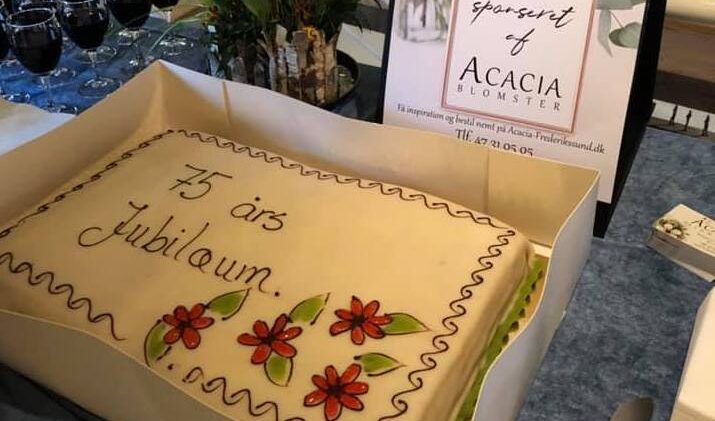 sponseret
af
ACACIA
BLOMSTER
Få inspiration og bestil nemt på Acacia-Frederikssund.dk
Tlf. 47 31 05 05
75 års
Jubilæum.